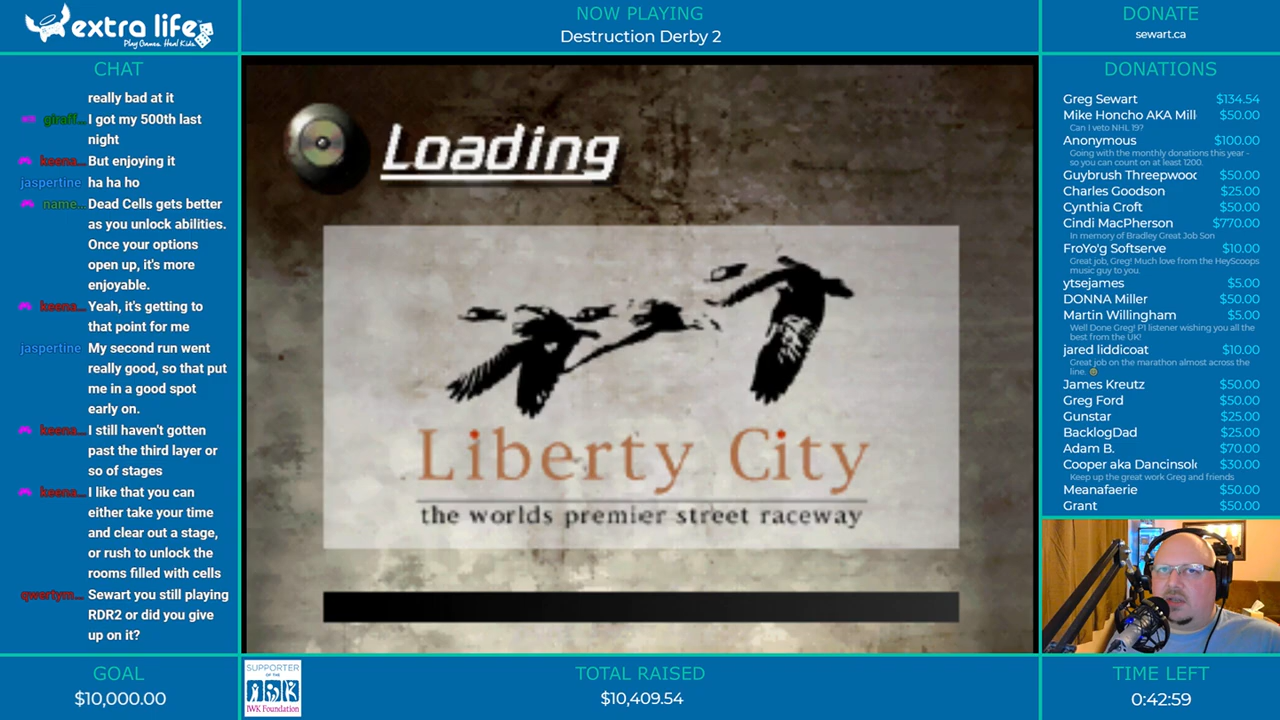 extra life
Play Games. Heal Kids.
NOW PLAYING
Destruction Derby 2
DONATE
sewart.ca
CHAT
really bad at it
giraff... I got my 500th last
night
keena... But enjoying it
jaspertine ha ha ho
name... Dead Cells gets better
as you unlock abilities.
Once your options
open up, it's more
enjoyable.
keena... Yeah, it's getting to
that point for me
jaspertine My second run went
really good, so that put
me in a good spot
early on.
keena... I still haven't gotten
past the third layer or
so of stages
keena... I like that you can
either take your time
and clear out a stage,
or rush to unlock the
rooms filled with cells
qwertym... Sewart you still playing
RDR2 or did you give
up on it?
Loading
Liberty City
the worlds premier street raceway
DONATIONS
Greg Sewart $134.54
Mike Honcho AKA Mill $50.00
Can I veto NHL 19?
Anonymous $100.00
Going with the monthly donations this year -
so you can count on at least 1200.
Guybrush Threepwood $50.00
Charles Goodson $25.00
Cynthia Croft $50.00
Cindi MacPherson $770.00
In memory of Bradley Great Job Son
FroYo'g Softserve $10.00
Great job, Greg! Much love from the HeyScoops
music guy to you.
ytsejames $5.00
DONNA Miller $50.00
Martin Willingham $5.00
Well Done Greg! P1 listener wishing you all the
best from the UK!
jared liddicoat $10.00
Great job on the marathon almost across the
line.
James Kreutz $50.00
Greg Ford $50.00
Gunstar $25.00
BacklogDad $25.00
Adam B. $70.00
Cooper aka Dancinsolo $30.00
Keep up the great work Greg and friends
Meanafaerie $50.00
Grant $50.00
GOAL
$10,000.00
SUPPORTER
OF THE
IWK
IWK Foundation
TOTAL RAISED
$10,409.54
TIME LEFT
0:42:59